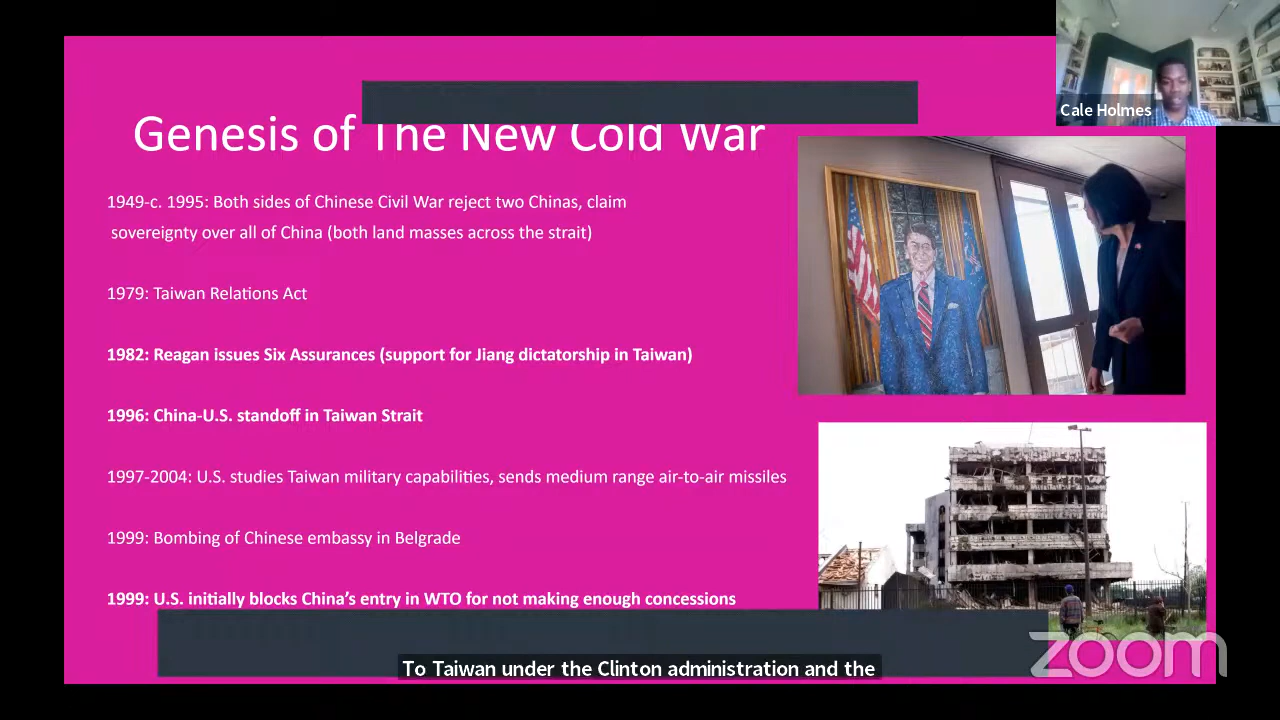 Cale Holmes
Genesis of The New Cold War
1949-c. 1995: Both sides of Chinese Civil War reject two Chinas, claim
sovereignty over all of China (both land masses across the strait)
1979: Taiwan Relations Act
1982: Reagan issues Six Assurances (support for Jiang dictatorship in Taiwan)
1996: China-U.S. standoff in Taiwan Strait
1997-2004: U.S. studies Taiwan military capabilities, sends medium range air-to-air missiles
1999: Bombing of Chinese embassy in Belgrade
1999: U.S. initially blocks China's entry in WTO for not making enough concessions
To Taiwan under the Clinton administration and the
zoom